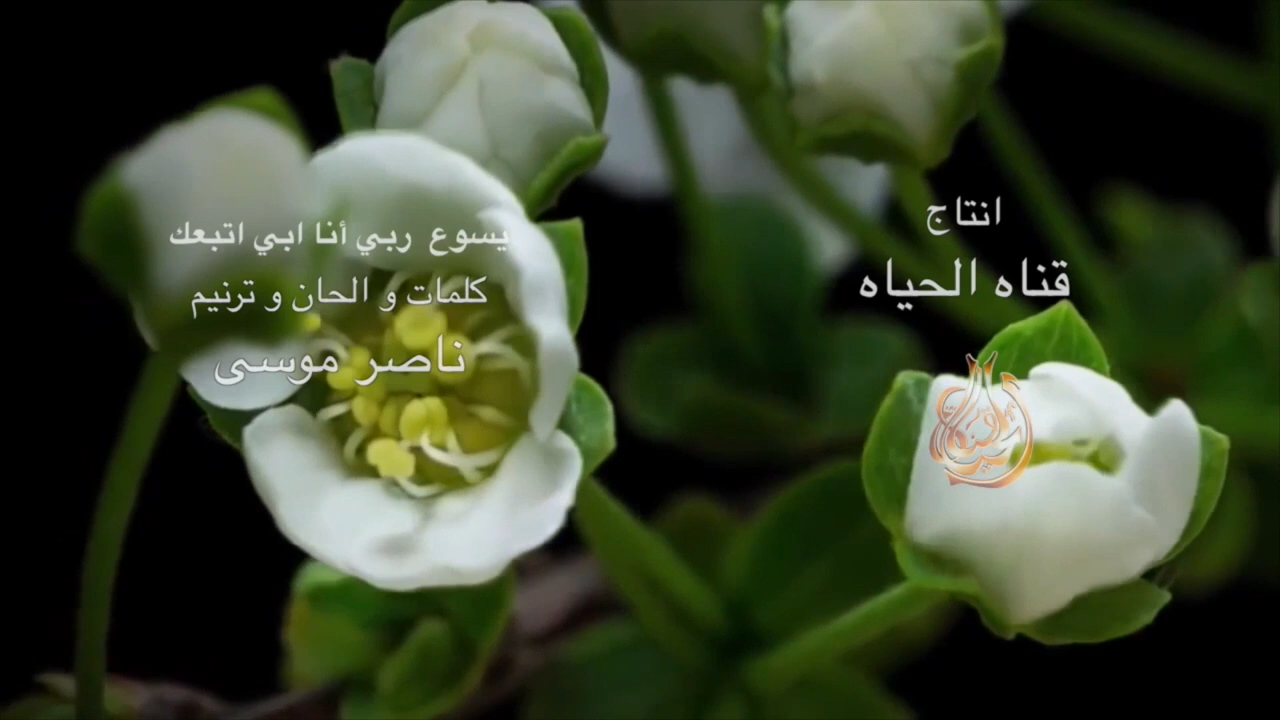 انتاج
قناه الحياه
يسوع ربي أنا ابي اتبعك
كلمات و الحان و ترنيم
ناصر موسى